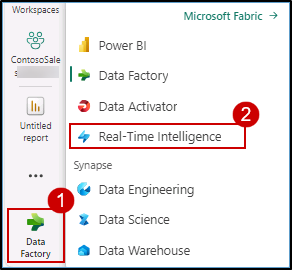 Workspaces
ContosoSale
s
Untitled
report
...
1
Data
Factory
Microsoft Fabric →
Power BI
Data Factory
Data Activator
2
Real-Time Intelligence
Synapse
Data Engineering
Data Science
Data Warehouse